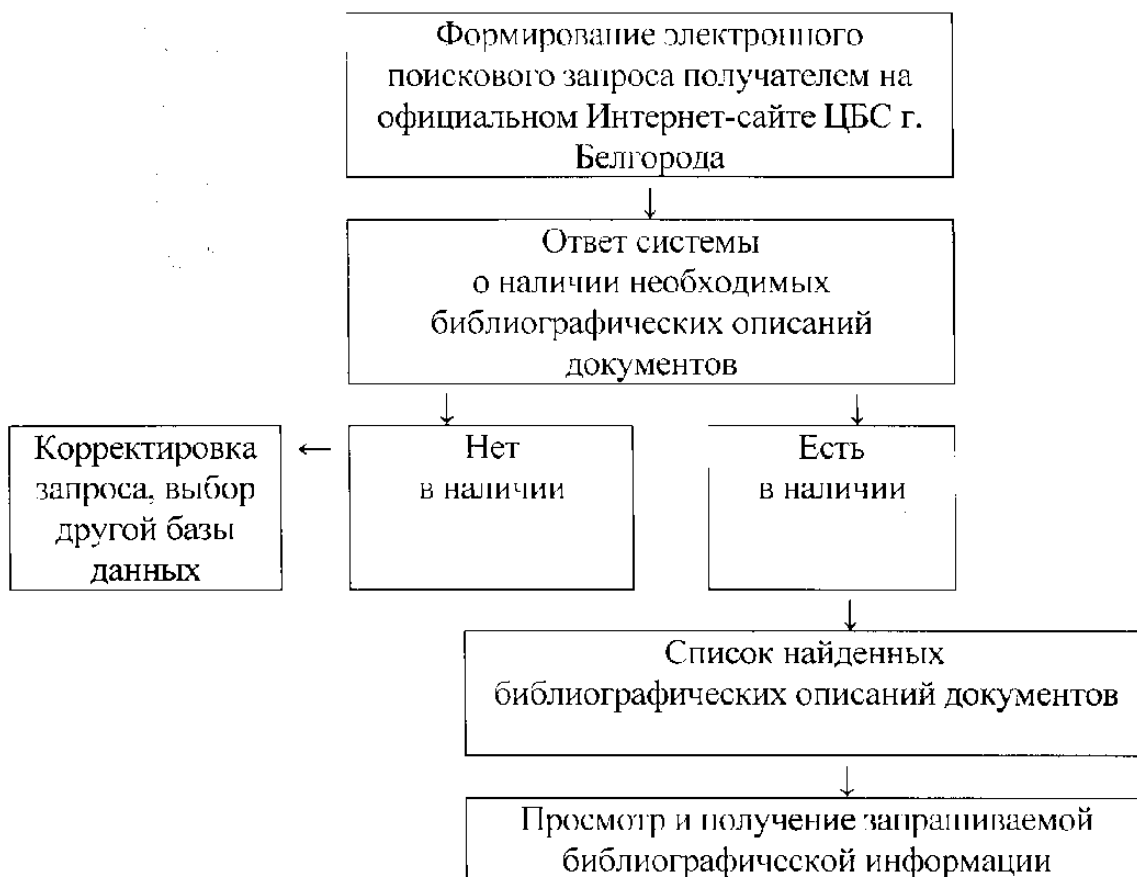 Формирование электронного
поискового запроса получателем на
официальном Интернет-сайте ЦБС г.
Белгорода
Ответ системы
о наличии необходимых
библиографических описаний
документов
Корректировка
запроса, выбор
другой базы
данных
Нет
в наличии
Есть
в наличии
Список найденных
библиографических описаний документов
Просмотр и получение запрашиваемой
библиографической информации